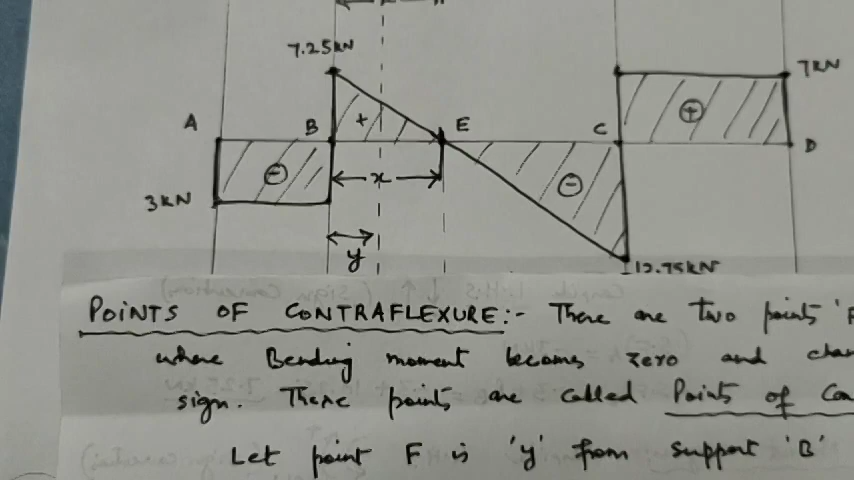 7.25kN
7KN
A B + E C ⊕ D
⊖ x ⊖
3KN
y
12.75KN
POINTS OF CONTRAFLEXURE:- There are two points 'F
where Bending moment becomes zero and
sign. These points are called Points of
Let point F is 'y' from support 'B'